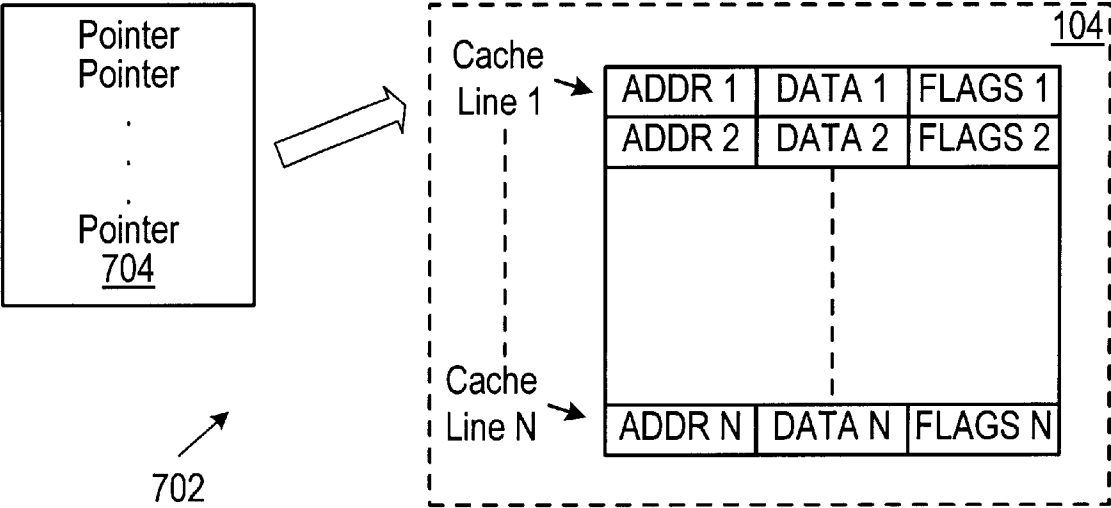 Pointer
Pointer
.
.
.
Pointer
704
702
104
Cache
Line 1
ADDR 1 DATA 1 FLAGS 1
ADDR 2 DATA 2 FLAGS 2
Cache
Line N
ADDR N DATA N FLAGS N